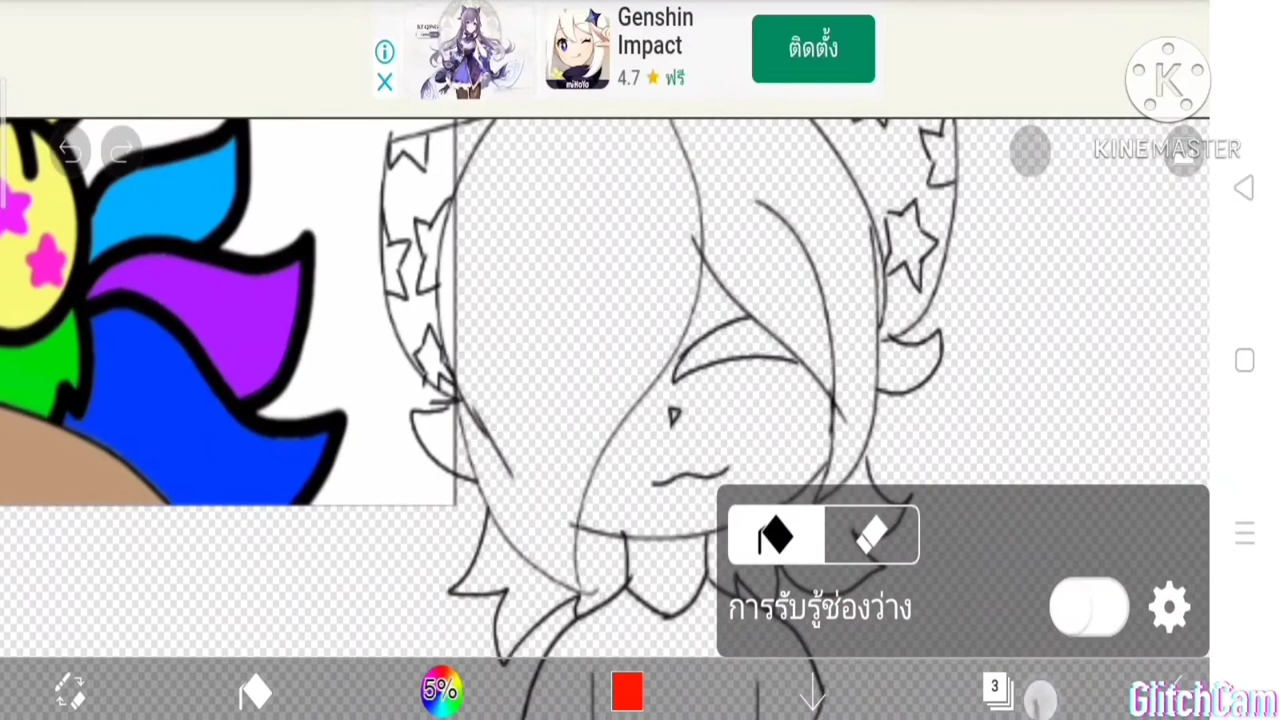 Genshin
Impact
4.7 ★ ฟรี
ติดตั้ง
miHoYo
K
KINEMASTER
การรับรู้ช่องว่าง
5%
3
GlitchCam